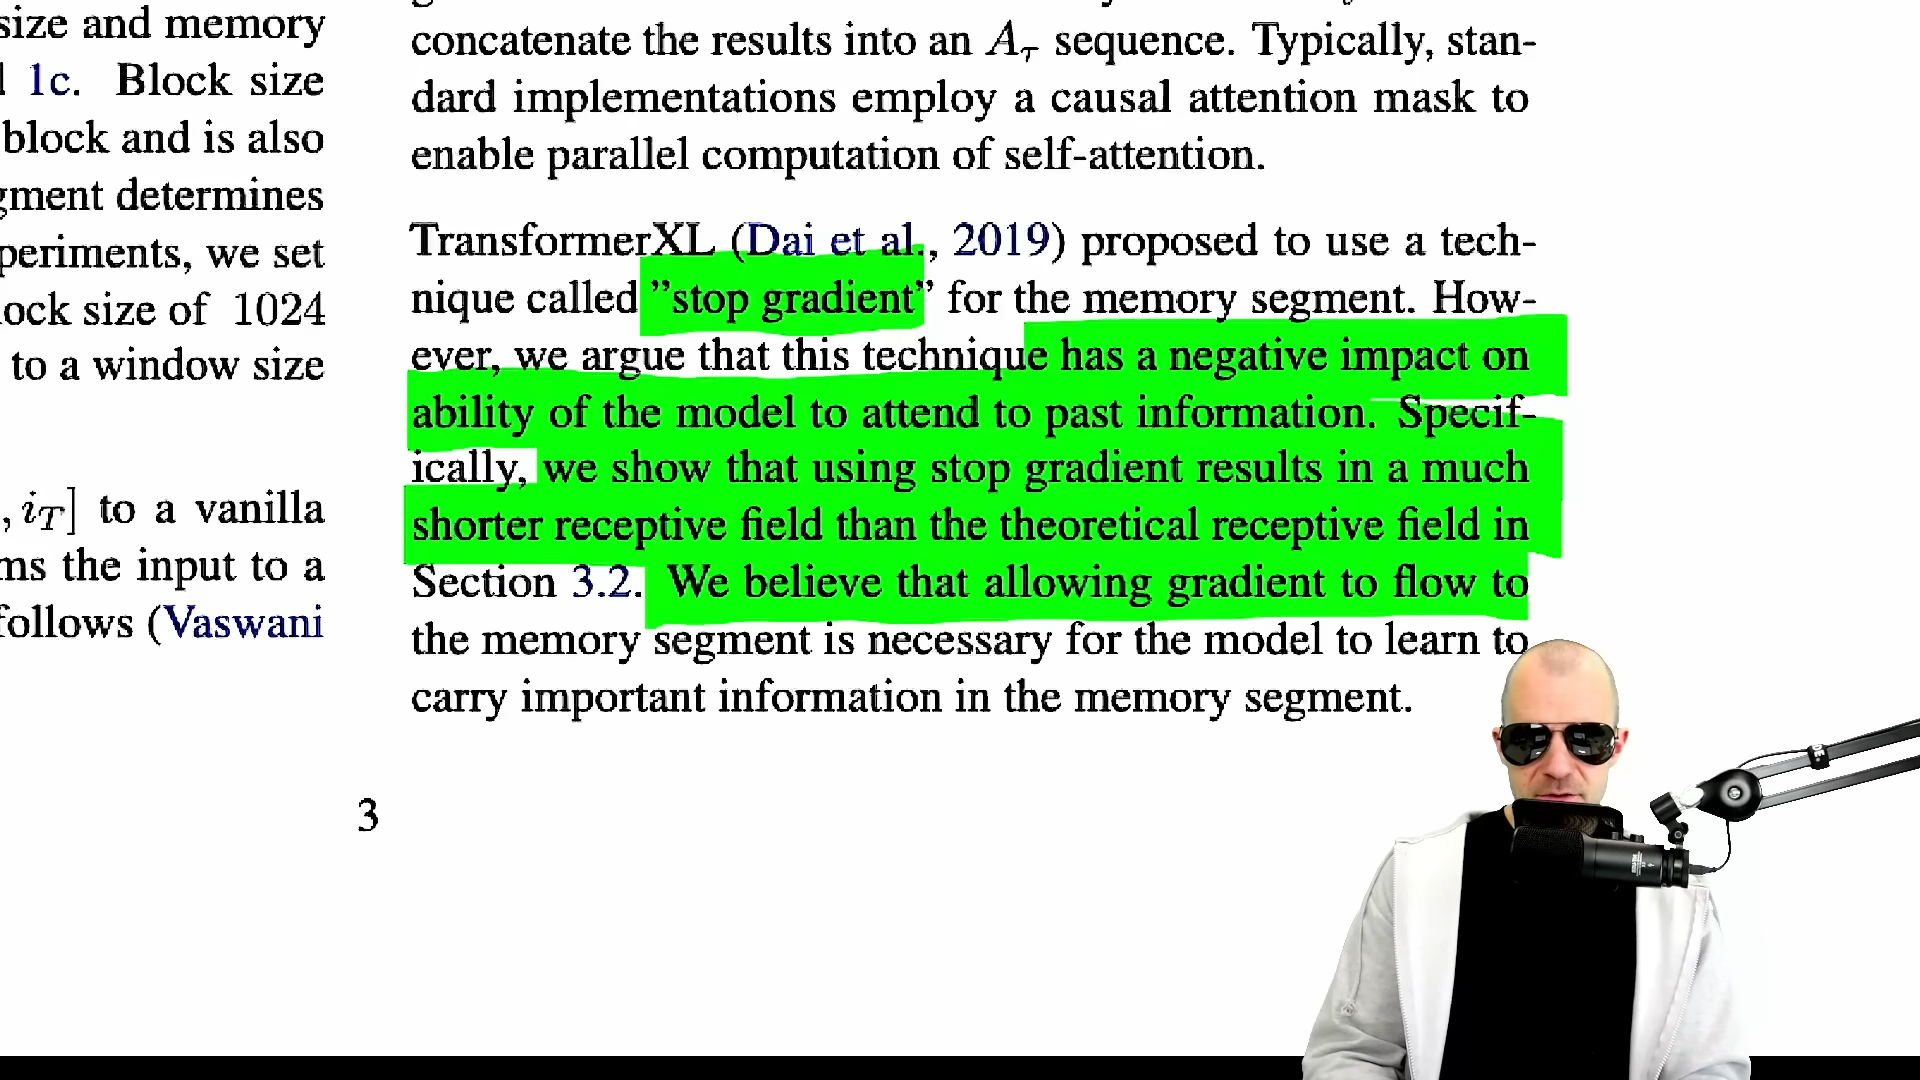 size and memory
1c. Block size
block and is also
gment determines
periments, we set
ock size of 1024
to a window size
, iT] to a vanilla
ms the input to a
follows (Vaswani
concatenate the results into an Aτ sequence. Typically, stan-
dard implementations employ a causal attention mask to
enable parallel computation of self-attention.
TransformerXL (Dai et al., 2019) proposed to use a tech-
nique called ”stop gradient” for the memory segment. How-
ever, we argue that this technique has a negative impact on
ability of the model to attend to past information. Specif-
ically, we show that using stop gradient results in a much
shorter receptive field than the theoretical receptive field in
Section 3.2. We believe that allowing gradient to flow to
the memory segment is necessary for the model to learn to
carry important information in the memory segment.
3